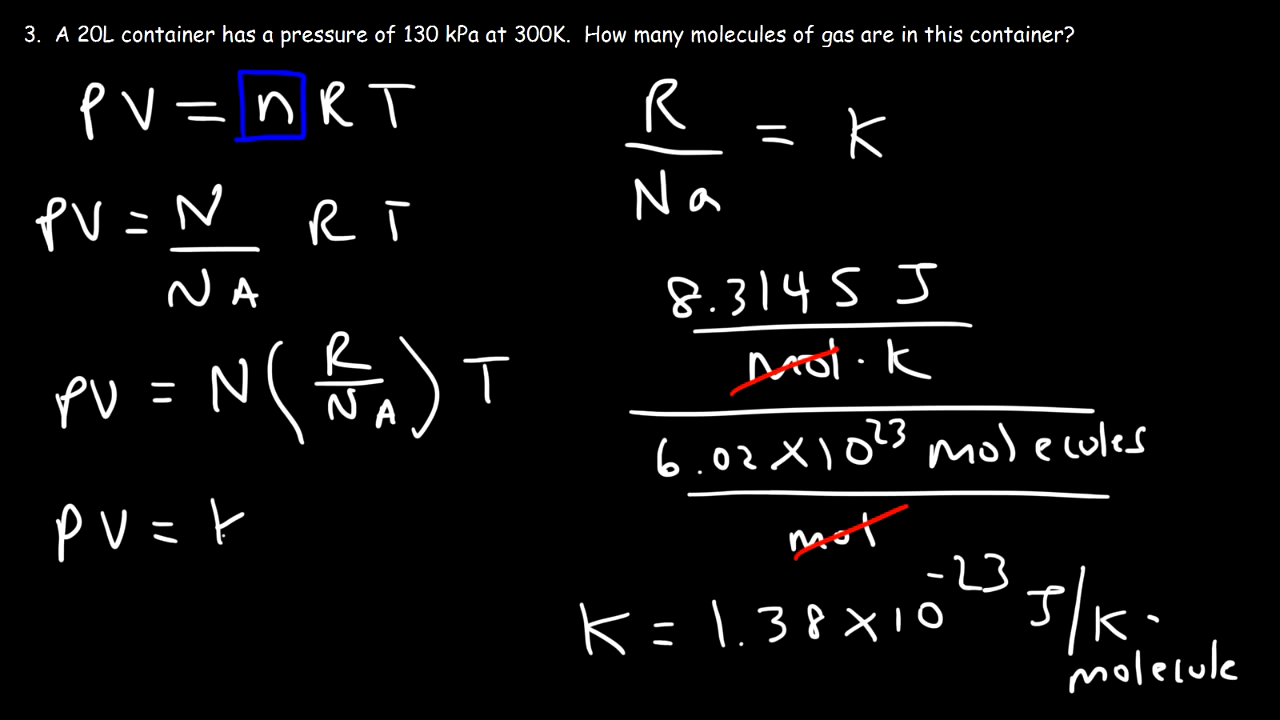 3. A 20L container has a pressure of 130 kPa at 300K. How many molecules of gas are in this container?
PV = n R T
PV = N/NA R T
PV = N(R/NA) T
PV = k
R/Na = K
8.3145 J
mol · K
6.02 × 10^23 molecules
mol
K = 1.38 × 10^-23 J/K ·
molecule